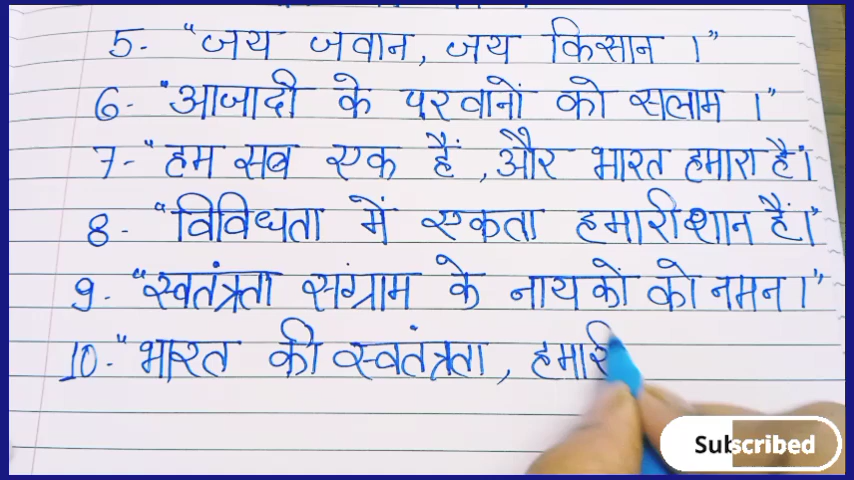 5- "जय जवान, जय किसान ।"
6- "आजादी के परवानों को सलाम ।"
7- "हम सब एक हैं, और भारत हमारा है।
8- "विविधता में एकता हमारी शान हैं।"
9- "स्वतंत्रता संग्राम के नायकों को नमन।"
10- "भारत की स्वतंत्रता, हमारी
Subscribed